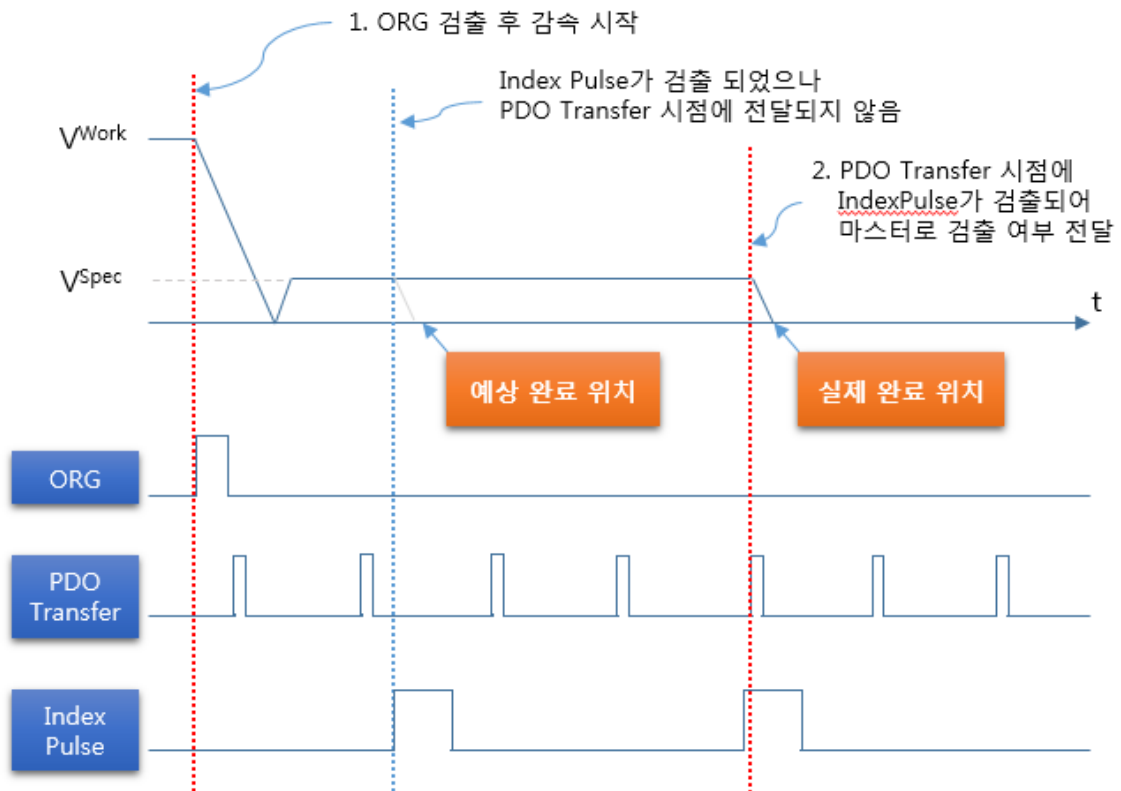 1. ORG 검출 후 감속 시작
Index Pulse가 검출 되었으나
PDO Transfer 시점에 전달되지 않음
VWork
2. PDO Transfer 시점에
IndexPulse가 검출되어
마스터로 검출 여부 전달
VSpec
t
예상 완료 위치
실제 완료 위치
ORG
PDO
Transfer
Index
Pulse